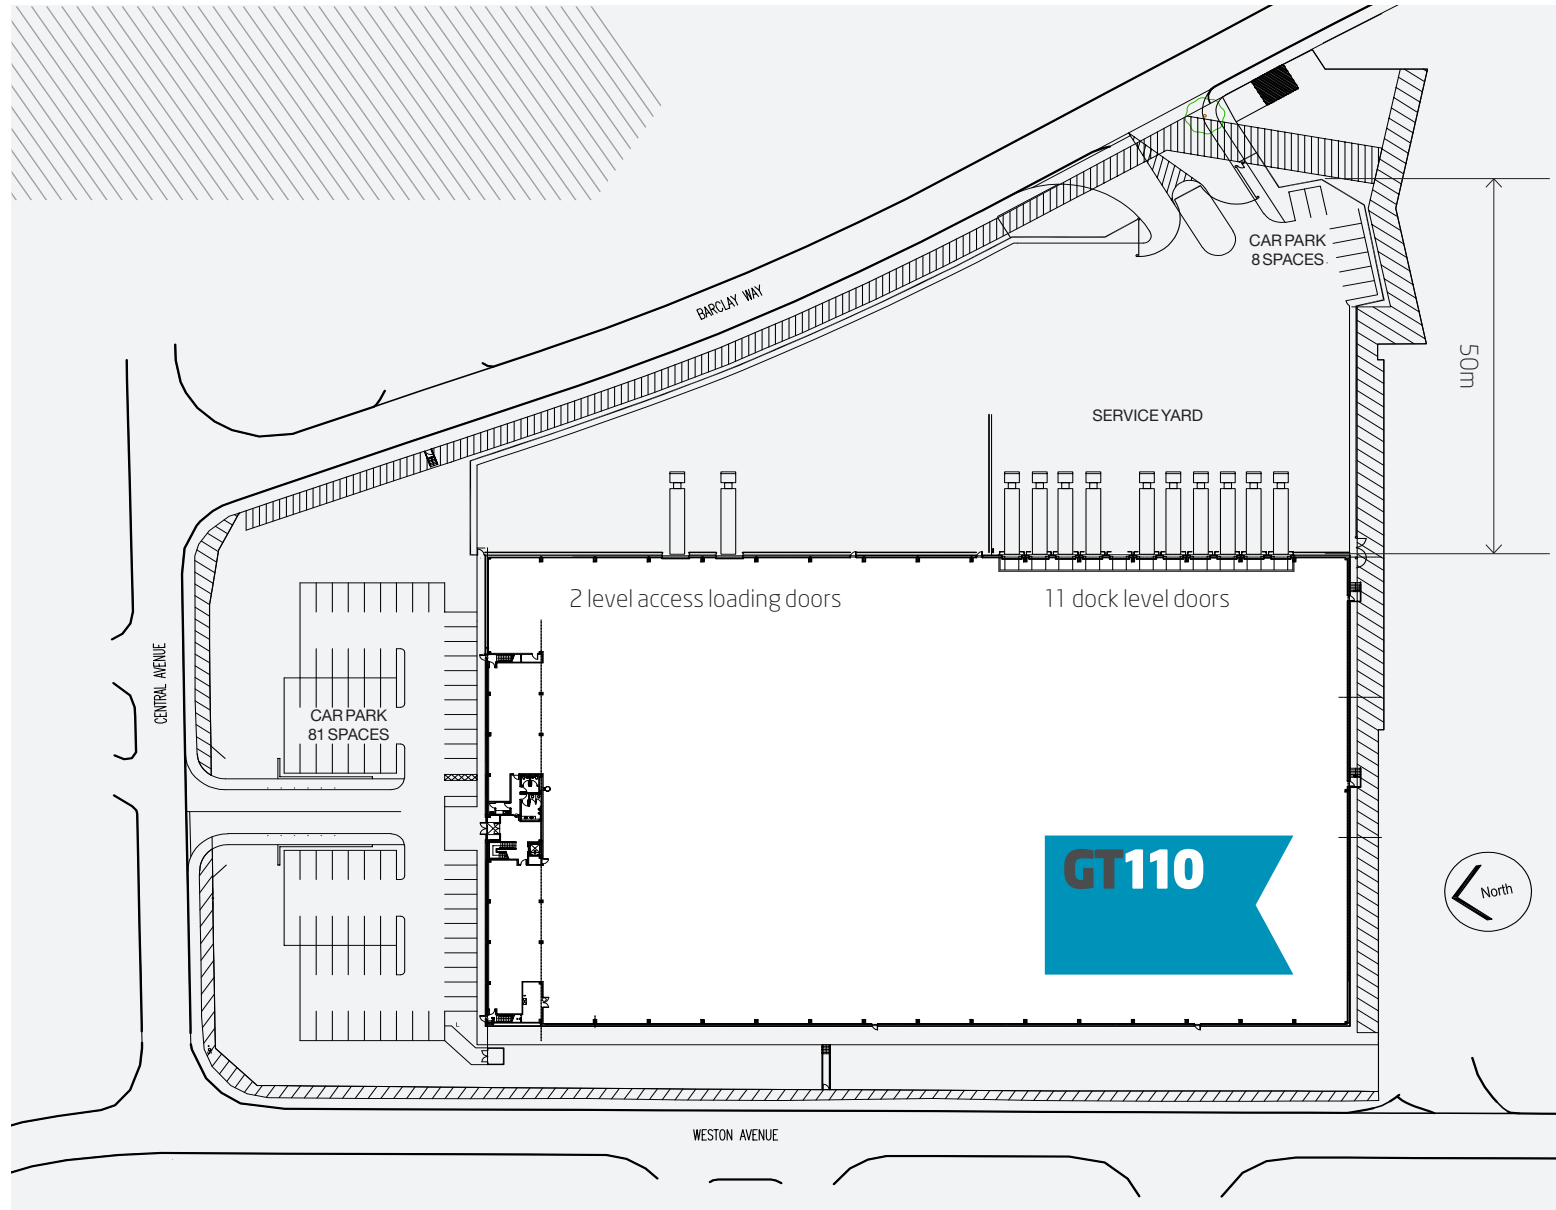 CAR PARK
8 SPACES
BARCLAY WAY
50m
SERVICE YARD
2 level access loading doors
11 dock level doors
CENTRAL AVENUE
CAR PARK
81 SPACES
GT110
North
WESTON AVENUE